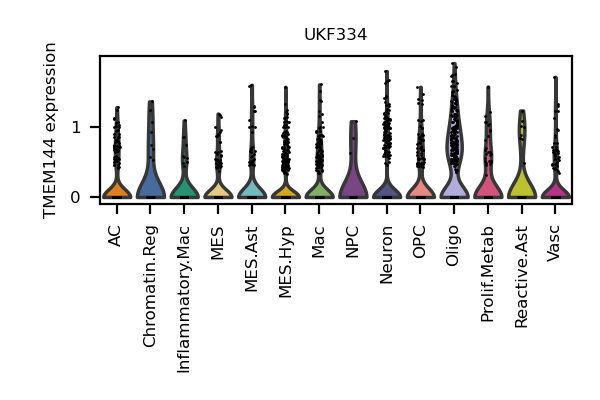 UKF334
TMEM144 expression
1
0
AC
Chromatin.Reg
Inflammatory.Mac
MES
MES.Ast
MES.Hyp
Mac
NPC
Neuron
OPC
Oligo
Prolif.Metab
Reactive.Ast
Vasc